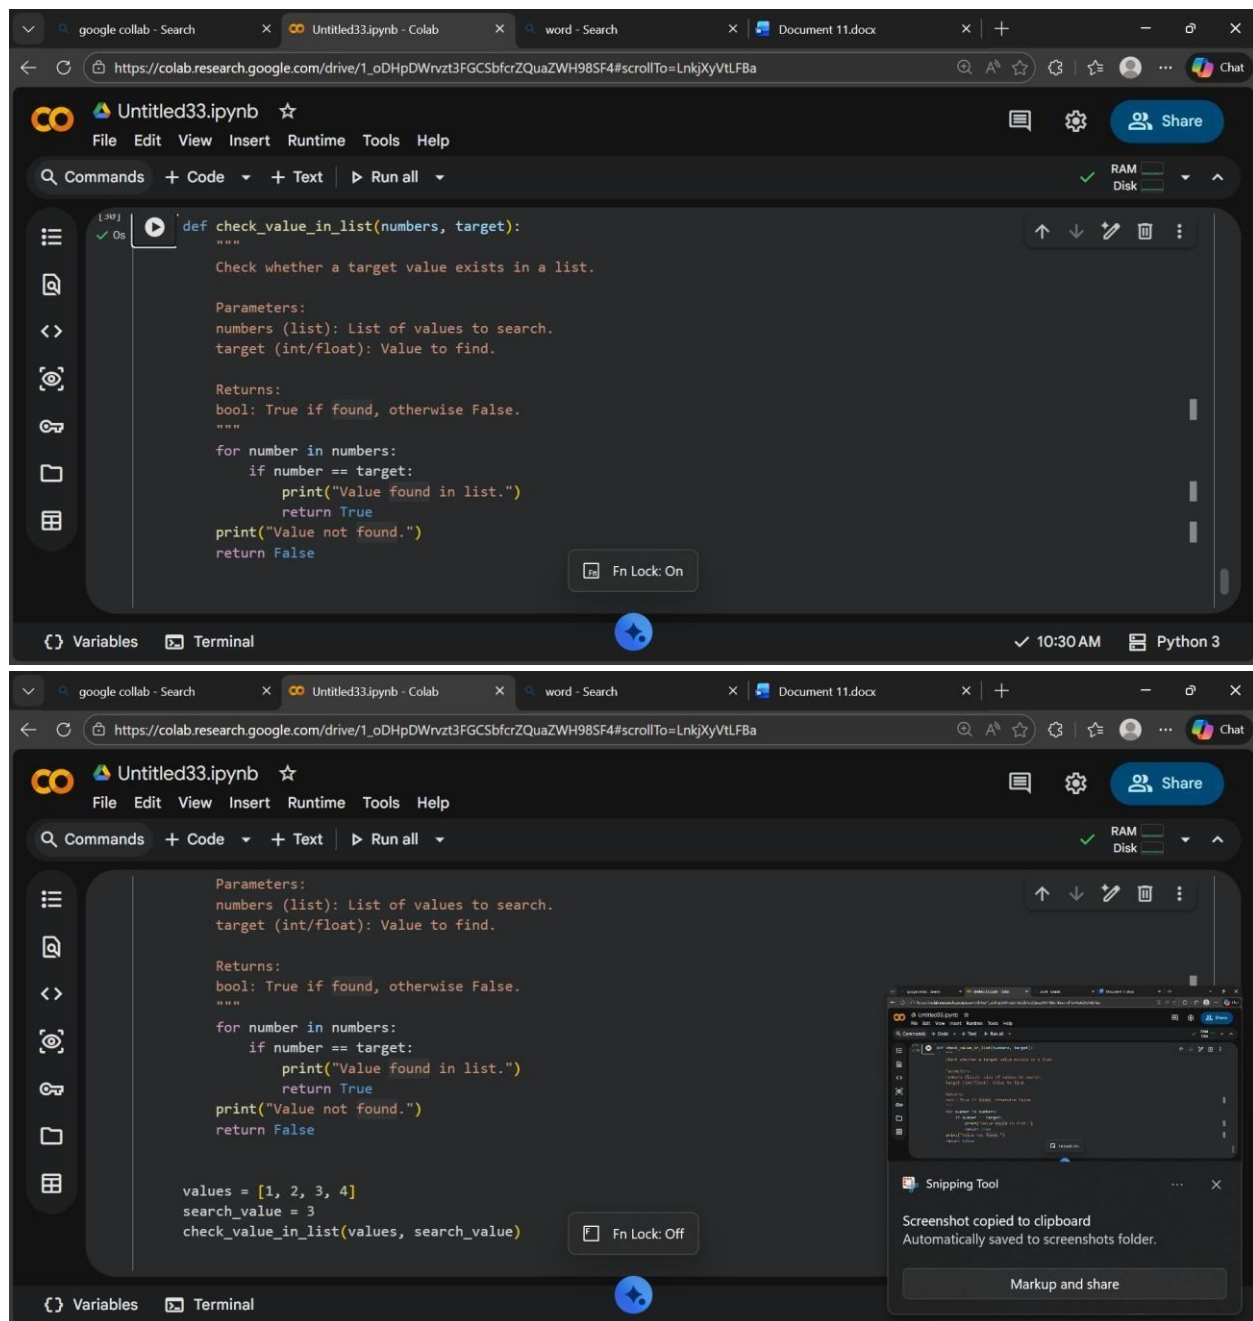 google collab - Search
Untitled33.ipynb - Colab
word - Search
Document 11.docx
https://colab.research.google.com/drive/1_oDHpDWrvzt3FGCSbfcrZQuaZWH98SF4#scrollTo=LnkjXyVtLFBa
Chat
Untitled33.ipynb
File Edit View Insert Runtime Tools Help
Share
Commands + Code + Text Run all
RAM
Disk
[30]
0s
def check_value_in_list(numbers, target):
"""
Check whether a target value exists in a list.
Parameters:
numbers (list): List of values to search.
target (int/float): Value to find.
Returns:
bool: True if found, otherwise False.
"""
for number in numbers:
if number == target:
print("Value found in list.")
return True
print("Value not found.")
return False
Fn Lock: On
Variables Terminal
10:30 AM Python 3
google collab - Search
Untitled33.ipynb - Colab
word - Search
Document 11.docx
https://colab.research.google.com/drive/1_oDHpDWrvzt3FGCSbfcrZQuaZWH98SF4#scrollTo=LnkjXyVtLFBa
Chat
Untitled33.ipynb
File Edit View Insert Runtime Tools Help
Share
Commands + Code + Text Run all
RAM
Disk
Parameters:
numbers (list): List of values to search.
target (int/float): Value to find.
Returns:
bool: True if found, otherwise False.
"""
for number in numbers:
if number == target:
print("Value found in list.")
return True
print("Value not found.")
return False
values = [1, 2, 3, 4]
search_value = 3
check_value_in_list(values, search_value)
Fn Lock: Off
Snipping Tool
Screenshot copied to clipboard
Automatically saved to screenshots folder.
Markup and share
Variables Terminal